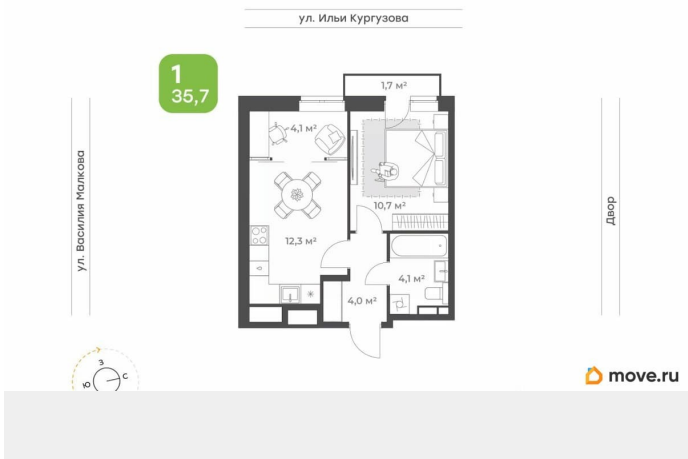 ул. Ильи Кургузова
1
35,7
1,7 м²
4,1 м²
ул. Василия Малкова
10,7 м²
Двор
12,3 м²
4,1 м²
4,0 м²
З
С
Ю
move.ru